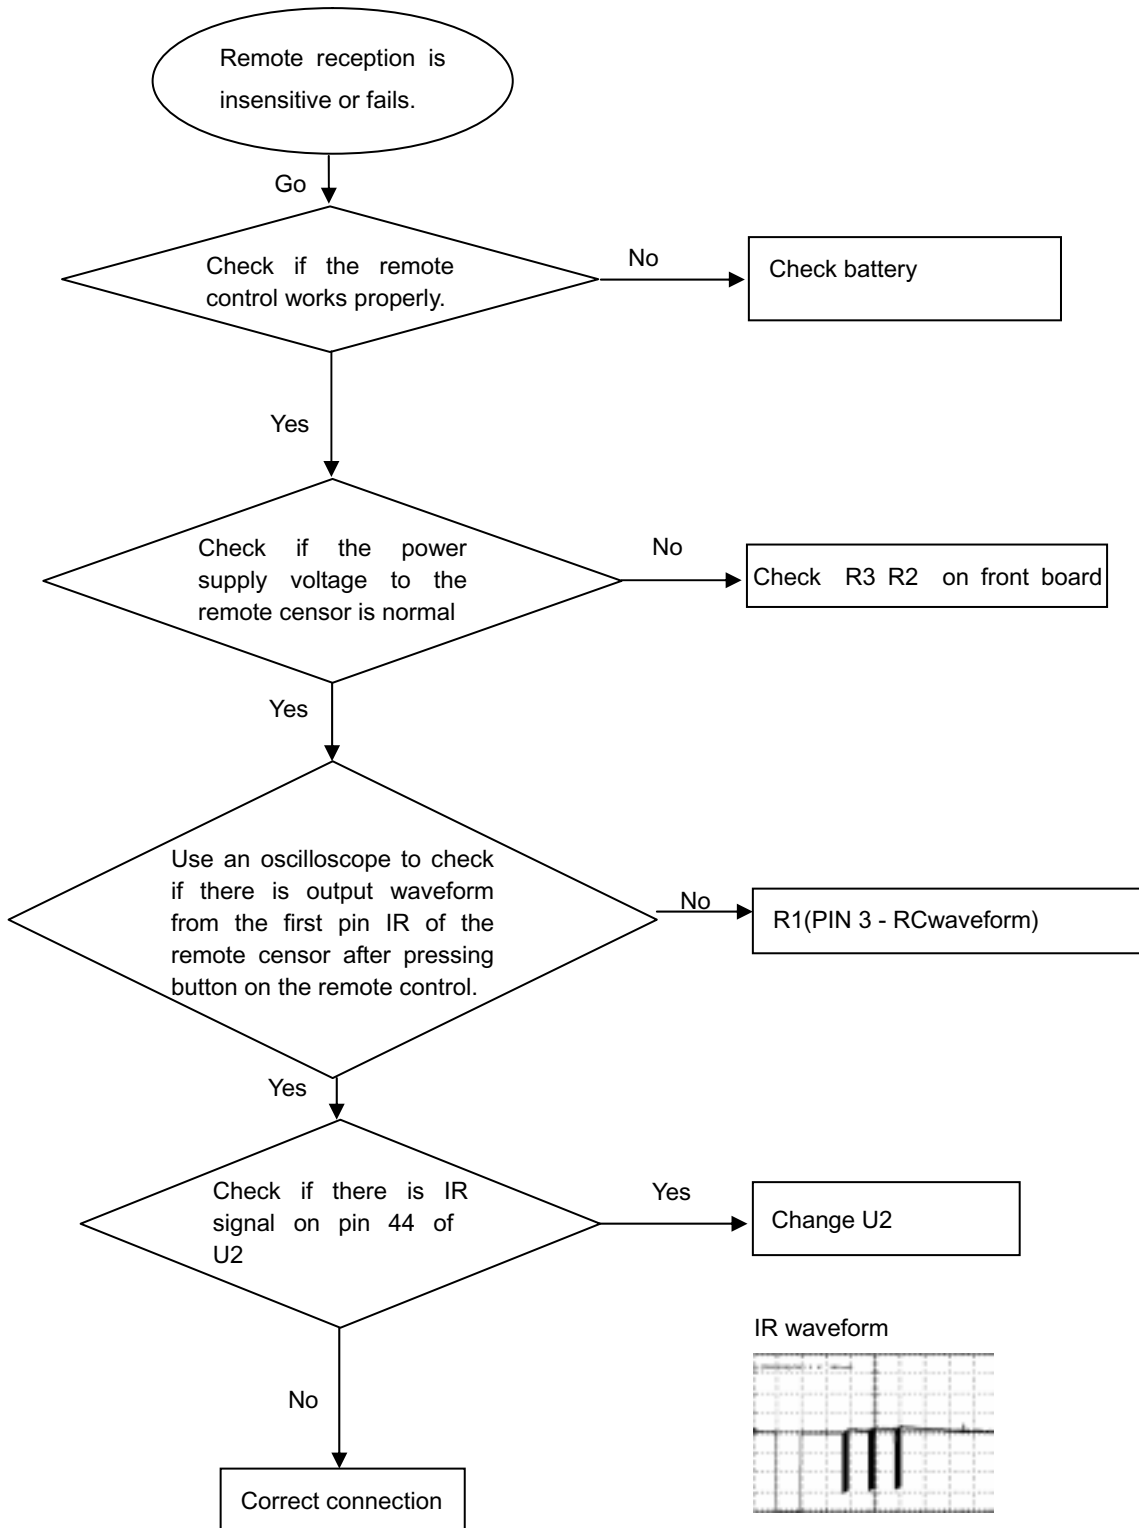 Remote reception is
insensitive or fails.
Go
Check if the remote
control works properly.
No
Check battery
Yes
Check if the power
supply voltage to the
remote censor is normal
No
Check R3 R2 on front board
Yes
Use an oscilloscope to check
if there is output waveform
from the first pin IR of the
remote censor after pressing
button on the remote control.
No
R1(PIN 3 - RCwaveform)
Yes
Check if there is IR
signal on pin 44 of
U2
Yes
Change U2
IR waveform
No
Correct connection